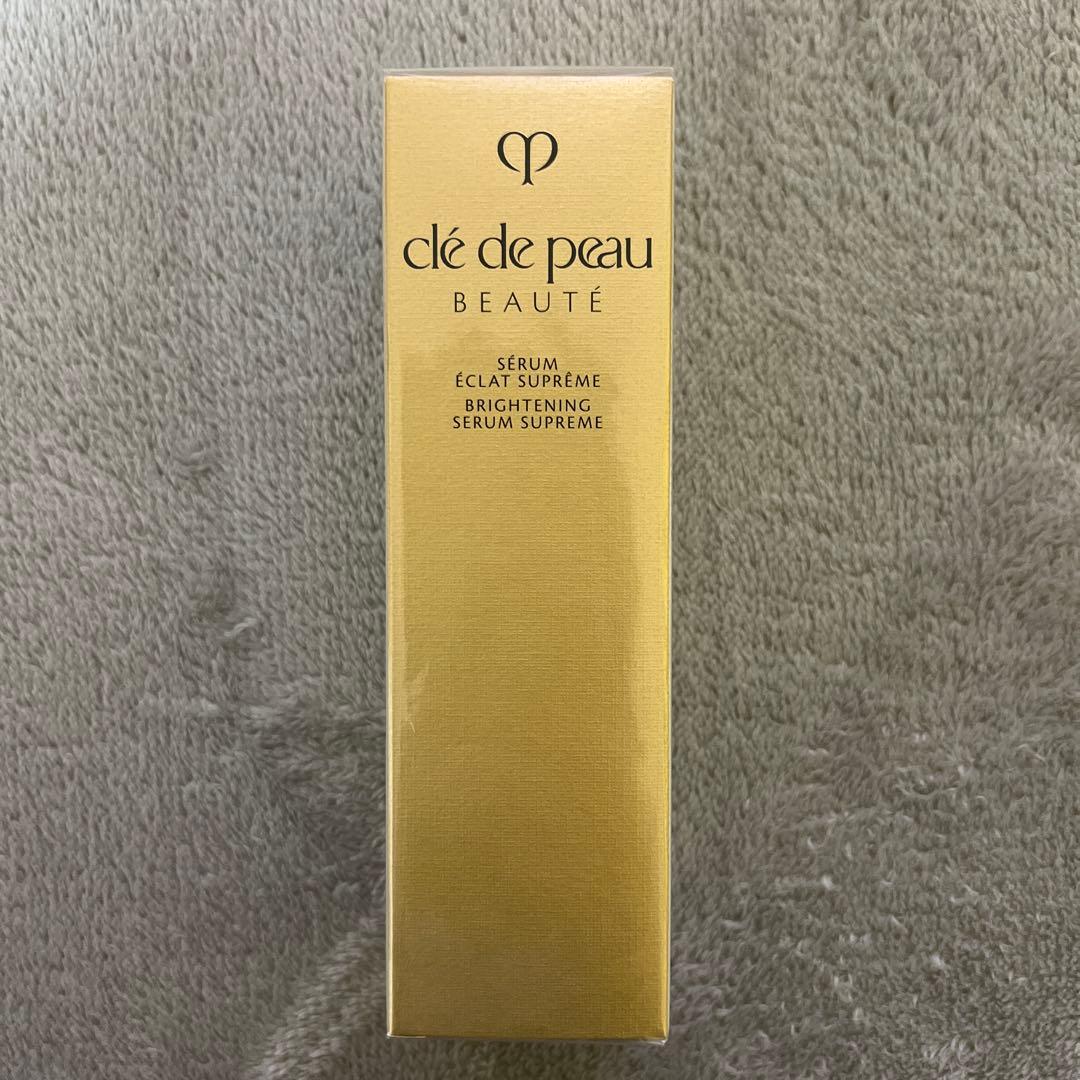 clé de peau
BEAUTÉ
SÉRUM
ÉCLAT SUPRÊME
BRIGHTENING
SERUM SUPREME